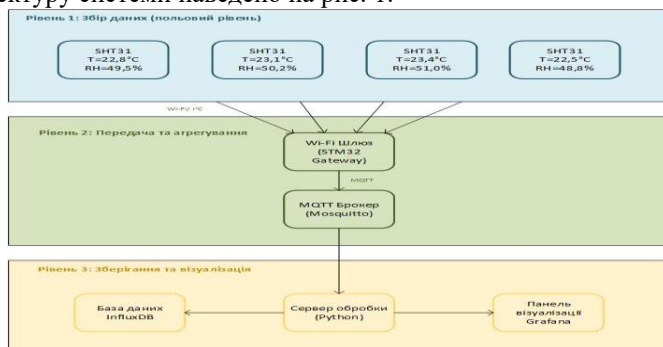 ктуру системи наведено на рис. 1.
Рівень 1: Збір даних (польовий рівень)
SHT31
T=22,8°C
RH=49,5%
SHT31
T=23,1°C
RH=50,2%
SHT31
T=23,4°C
RH=51,0%
SHT31
T=22,5°C
RH=48,8%
Wi-Fi/ I²C
Рівень 2: Передача та агрегування
Wi-Fi Шлюз
(STM32
Gateway)
MQTT
MQTT Брокер
(Mosquitto)
Рівень 3: Зберігання та візуалізація
База даних
InfluxDB
Сервер обробки
(Python)
Панель
візуалізації
Grafana